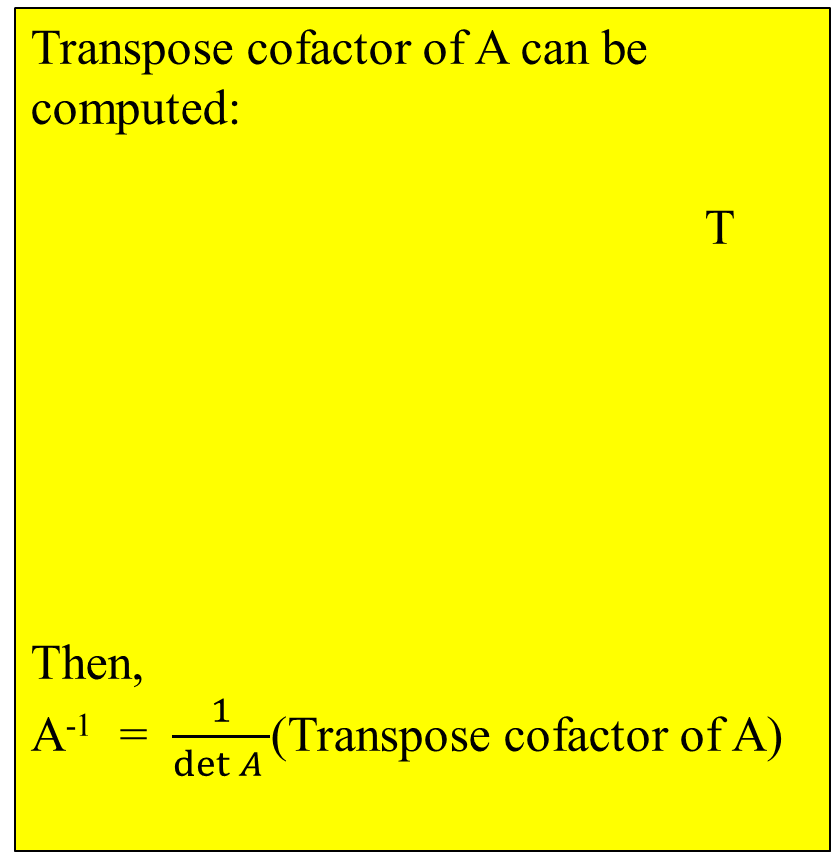 Transpose cofactor of A can be
computed:
T
Then,
A⁻¹ = 1/det A (Transpose cofactor of A)